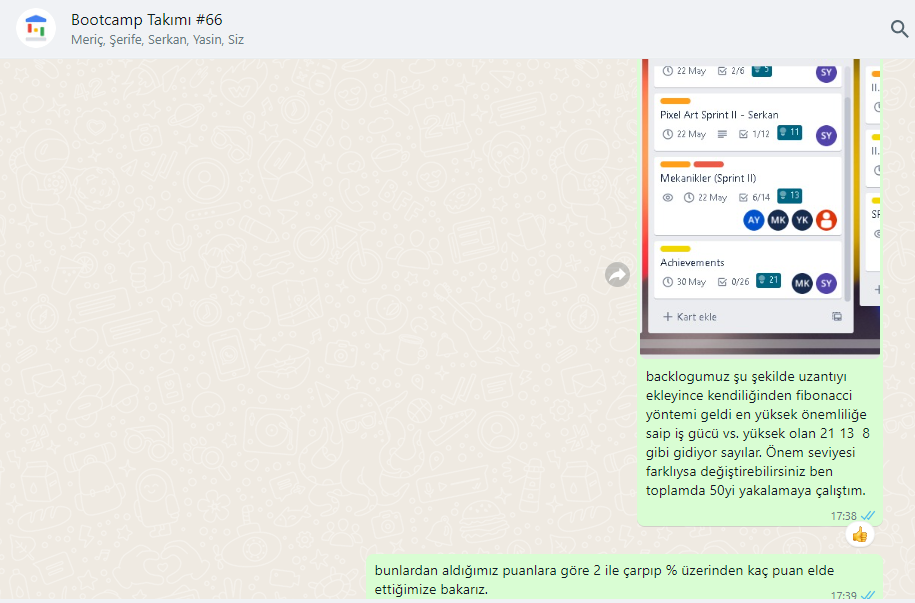 Bootcamp Takımı #66
Meriç, Şerife, Serkan, Yasin, Siz
22 May 2/6 5 SY
Pixel Art Sprint II - Serkan
22 May 1/12 11 SY
Mekanikler (Sprint II)
22 May 6/14 13
AY MK YK
Achievements
30 May 0/26 21 MK SY
+ Kart ekle
II.
II.
SP
+
backlogumuz şu şekilde uzantıyı
ekleyince kendiliğinden fibonacci
yöntemi geldi en yüksek önemliliğe
saip iş gücü vs. yüksek olan 21 13 8
gibi gidiyor sayılar. Önem seviyesi
farklıysa değiştirebilirsiniz ben
toplamda 50yi yakalamaya çalıştım.
17:38
bunlardan aldığımız puanlara göre 2 ile çarpıp % üzerinden kaç puan elde
ettiğimize bakarız.
17:39